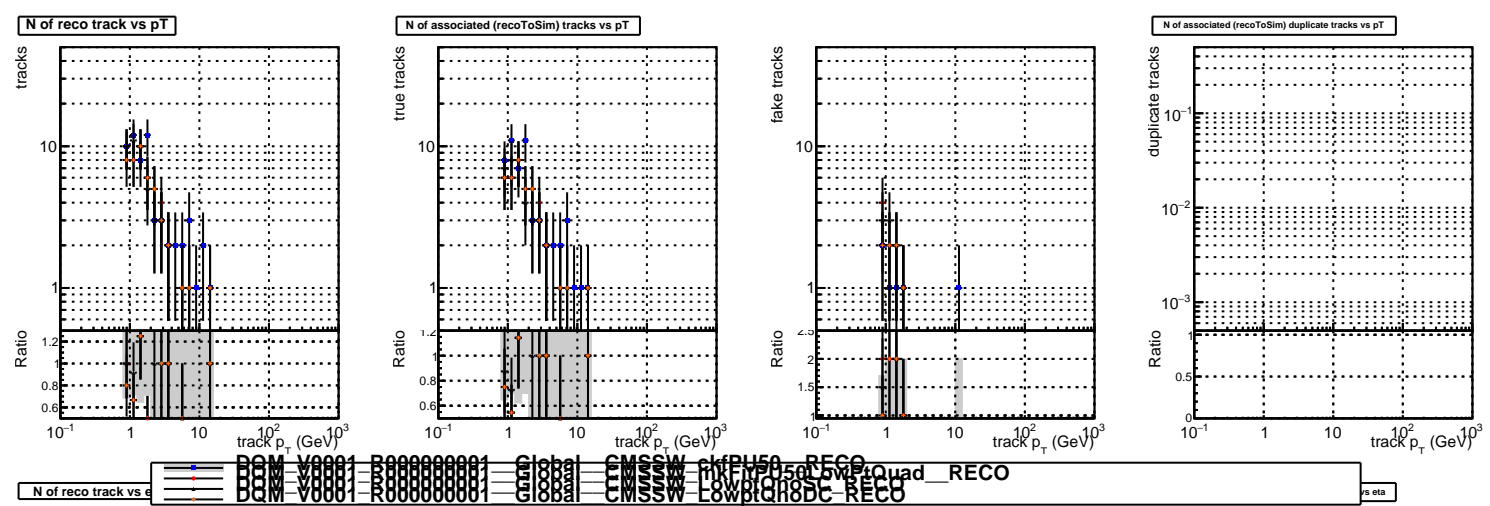 N of reco track vs pT
N of associated (recoToSim) tracks vs pT
N of associated (recoToSim) duplicate tracks vs pT
tracks
10
1
Ratio
1.2
1
0.8
0.6
10−1 1 10 102 103
track pT (GeV)
true tracks
10
1
Ratio
1.2
1
0.8
0.6
10−1 1 10 102 103
track pT (GeV)
fake tracks
10
1
Ratio
2.5
2
1.5
1
10−1 1 10 102 103
track pT (GeV)
duplicate tracks
10−1
10−2
10−3
Ratio
1
0.5
0
10−1 1 10 102 103
track pT (GeV)
DQM_V0001_R000000001__Global__CMSSW_ckfPU50__RECO
DQM_V0001_R000000001__Global__CMSSW_mkFitPU50LowPtQuad__RECO
DQM_V0001_R000000001__Global__CMSSW_LowptQnoSC_RECO
DQM_V0001_R000000001__Global__CMSSW_LowptQnoDC_RECO
N of reco track vs e
vs eta